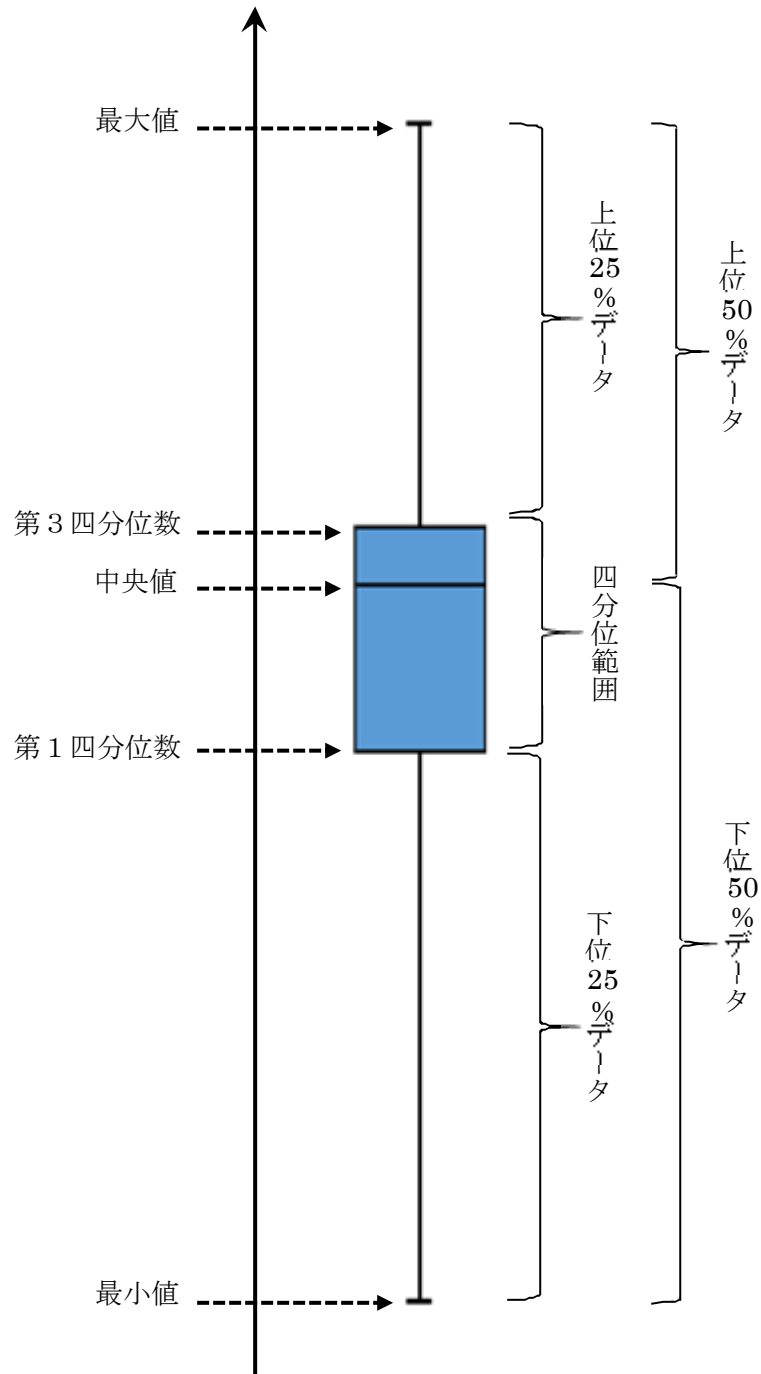 最大値
上位25%データ
上位50%データ
第３四分位数
中央値
四分位範囲
第１四分位数
下位50%データ
下位25%データ
最小値